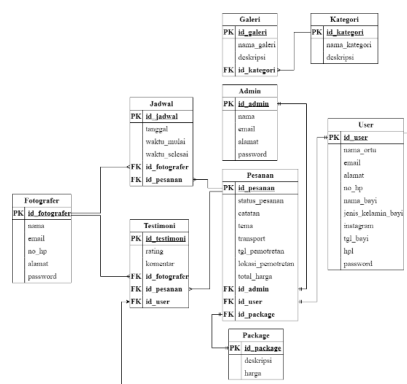 Galeri
PK id_galeri
nama_galeri
deskripsi
FK id_kategori
Kategori
PK id_kategori
nama_kategori
deskripsi
Admin
PK id_admin
nama
email
alamat
password
Jadwal
PK id_jadwal
tanggal
waktu_mulai
waktu_selesai
FK id_fotografer
FK id_pesanan
User
PK id_user
nama_ortu
email
alamat
no_hp
nama_bayi
jenis_kelamin_bayi
instagram
tgl_bayi
hpl
password
Pesanan
PK id_pesanan
status_pesanan
catatan
tema
transport
tgl_pemotretan
lokasi_pemotretan
total_harga
FK id_admin
FK id_user
FK id_package
Fotografer
PK id_fotografer
nama
email
no_hp
alamat
password
Testimoni
PK id_testimoni
rating
komentar
FK id_fotografer
FK id_pesanan
FK id_user
Package
PK id_package
deskripsi
harga